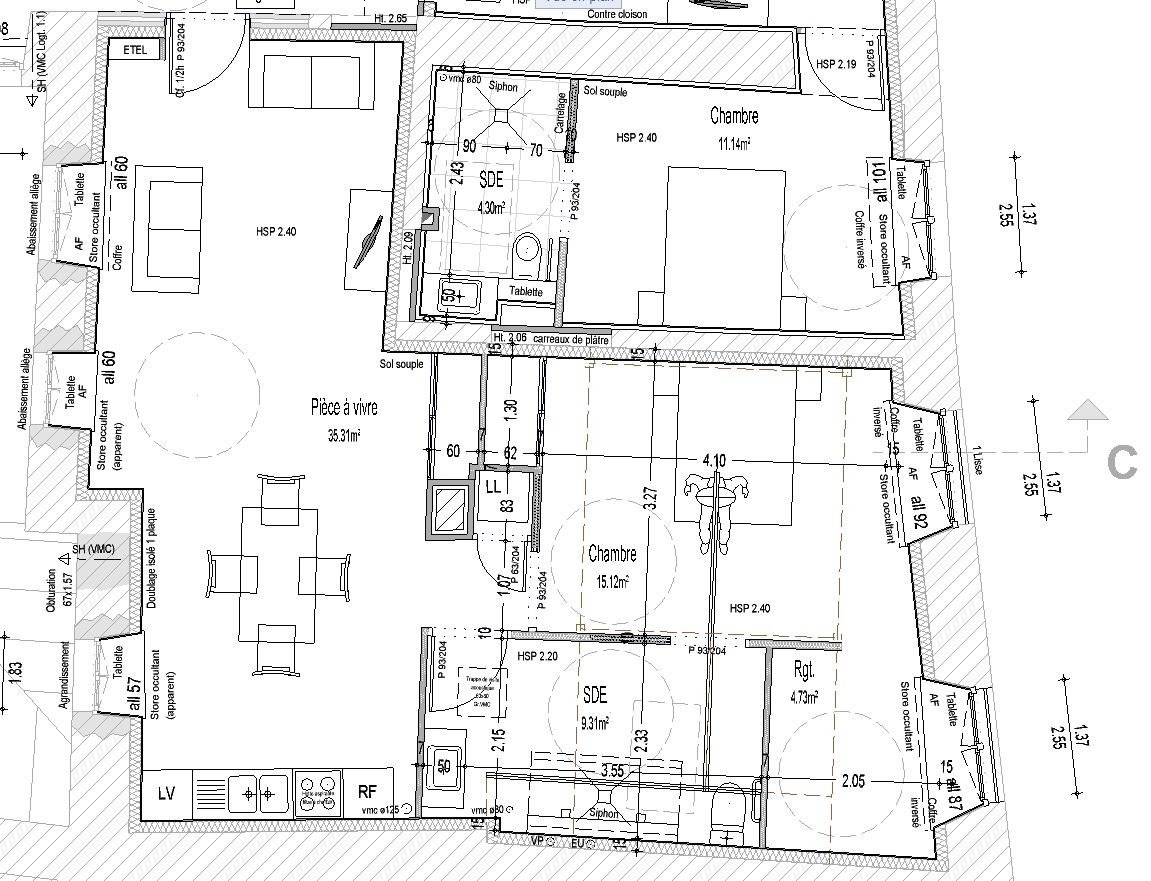 Vue en plan
HSP
Contre cloison
Ht. 2.65
SH (VMC Logt. 1.1)
ETEL
Cf. 1/2h P 93/204
HSP 2.19
P 93/204
vmc ø80
Siphon
Carrelage
Sol souple
Chambre
11.14m²
HSP 2.40
90
70
2.43
SDE
4.30m²
P 93/204
Abaissement allège
Tablette
AF
Store occultant
Coffre
all 60
HSP 2.40
Ht. 2.09
50
Tablette
Coffre inversé
Store occultant
all 101
Tablette
AF
1.37
2.55
Ht. 2.06 carreaux de plâtre
15
15
Sol souple
Abaissement allège
Tablette
AF
all 60
Store occultant
(apparent)
Pièce à vivre
35.31m²
1.30
60
62
4.10
15
Coffre inversé
Tablette
AF
Store occultant
all 92
1 Lisse
1.37
2.55
C
LL
83
3.27
Doublage isolé 1 plaque
SH (VMC)
Obturation
67x1.57
Chambre
15.12m²
P 63/204
P 93/204
1.07
HSP 2.40
10
Agrandissement
1.83
Tablette
all 57
Store occultant
(apparent)
P 93/204
HSP 2.20
P 93/204
Trappe de visite
acoustique
60x60
Gr.VMC
SDE
9.31m²
Rgt.
4.73m²
2.15
2.33
Store occultant
AF
Tablette
1.37
2.55
50
3.55
2.05
15
all 87
Coffre inversé
LV
RF
vmc ø125
vmc ø80
Siphon
15
VP
EU
15